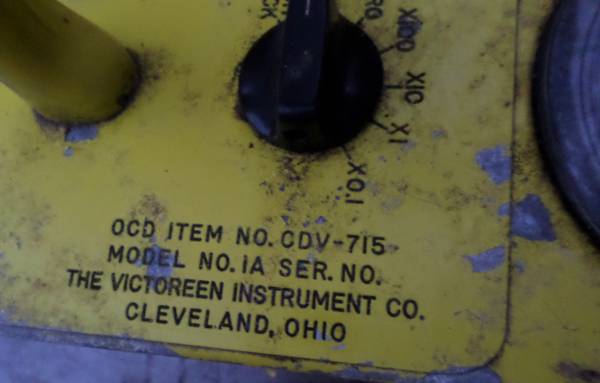 X100
X10
X1
X0.1
OCD ITEM NO. CDV-715
MODEL NO. 1A SER. NO.
THE VICTOREEN INSTRUMENT CO.
CLEVELAND, OHIO